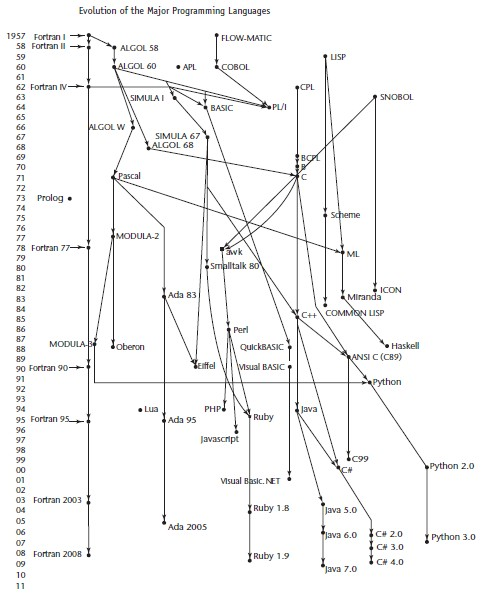 Evolution of the Major Programming Languages
1957 Fortran I
FLOW-MATIC
58 Fortran II
ALGOL 58
59
LISP
60
ALGOL 60
APL
COBOL
61
62 Fortran IV
CPL
63
SIMULA I
SNOBOL
64
BASIC
PL/I
65
66
ALGOL W
67
SIMULA 67
68
ALGOL 68
69
BCPL
70
B
71
Pascal
C
72
73
Prolog
74
75
Scheme
76
77
MODULA-2
78 Fortran 77
awk
79
ML
80
Smalltalk 80
81
82
ICON
83
Ada 83
Miranda
84
COMMON LISP
85
C++
86
Perl
87
88
MODULA-3
Oberon
QuickBASIC
Haskell
89
ANSI C (C89)
90 Fortran 90
Eiffel
Visual BASIC
91
Python
92
93
94
Lua
PHP
Java
95 Fortran 95
Ada 95
Ruby
96
97
Javascript
98
99
C99
00
C#
Python 2.0
01
Visual Basic.NET
02
03 Fortran 2003
04
Ruby 1.8
Java 5.0
05
Ada 2005
06
Java 6.0
C# 2.0
07
C# 3.0
Python 3.0
08 Fortran 2008
Ruby 1.9
09
Java 7.0
C# 4.0
10
11